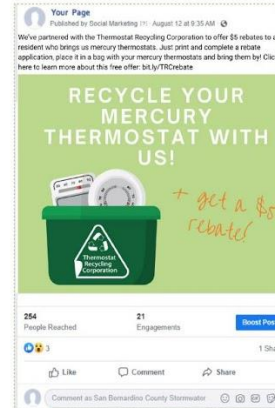 Your Page
Published by Social Marketing · August 12 at 9:35 AM ·
We've partnered with the Thermostat Recycling Corporation to offer $5 rebates to a
resident who brings us mercury thermostats. Just print and complete a rebate
application, place it in a bag with your mercury thermostats and bring them by! Clic
here to learn more about this free offer: bit.ly/TRCrebate
RECYCLE YOUR
MERCURY
THERMOSTAT WITH
US!
+ get a $5
rebate!
Thermostat
Recycling
Corporation
254
People Reached
21
Engagements
Boost Pos
3
1 Sha
Like
Comment
Share
Comment as San Bernardino County Stormwater